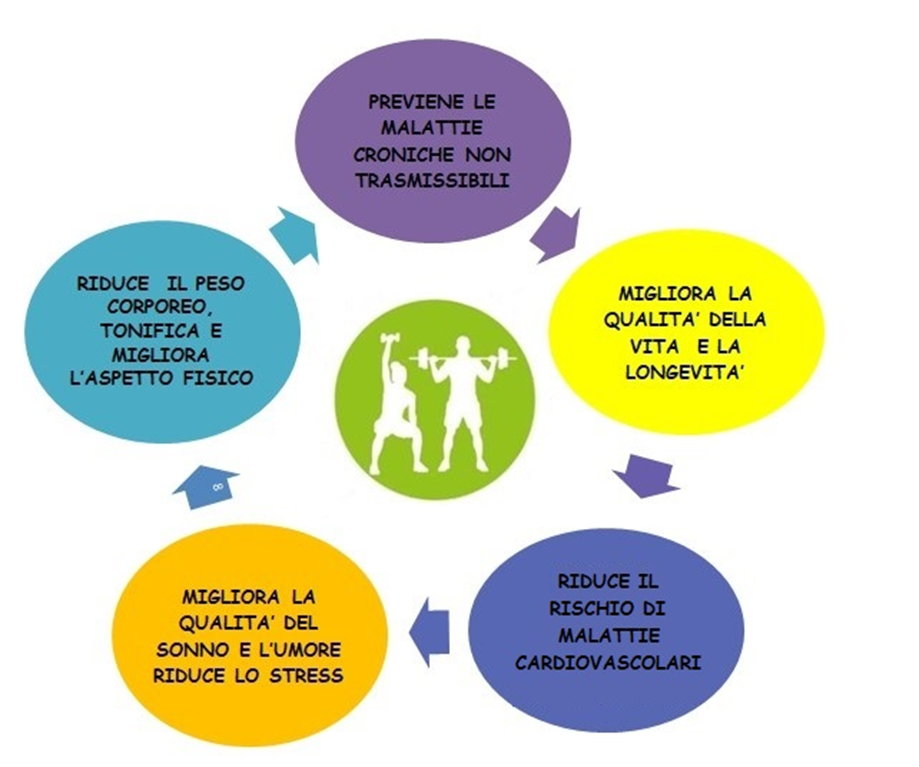 PREVIENE LE
MALATTIE
CRONICHE NON
TRASMISSIBILI
MIGLIORA LA
QUALITA' DELLA
VITA E LA
LONGEVITA'
RIDUCE IL
RISCHIO DI
MALATTIE
CARDIOVASCOLARI
MIGLIORA LA
QUALITA' DEL
SONNO E L'UMORE
RIDUCE LO STRESS
8
RIDUCE IL PESO
CORPOREO,
TONIFICA E
MIGLIORA
L'ASPETTO FISICO